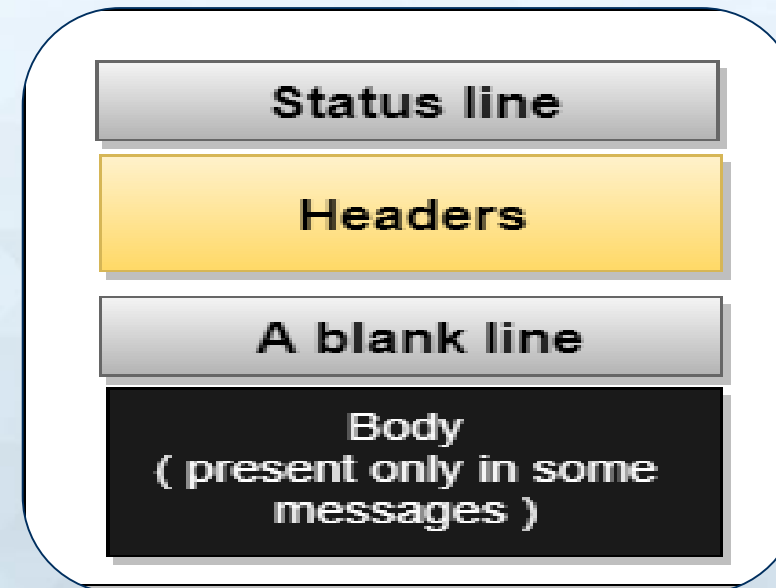 Status line
Headers
A blank line
Body
( present only in some
messages )